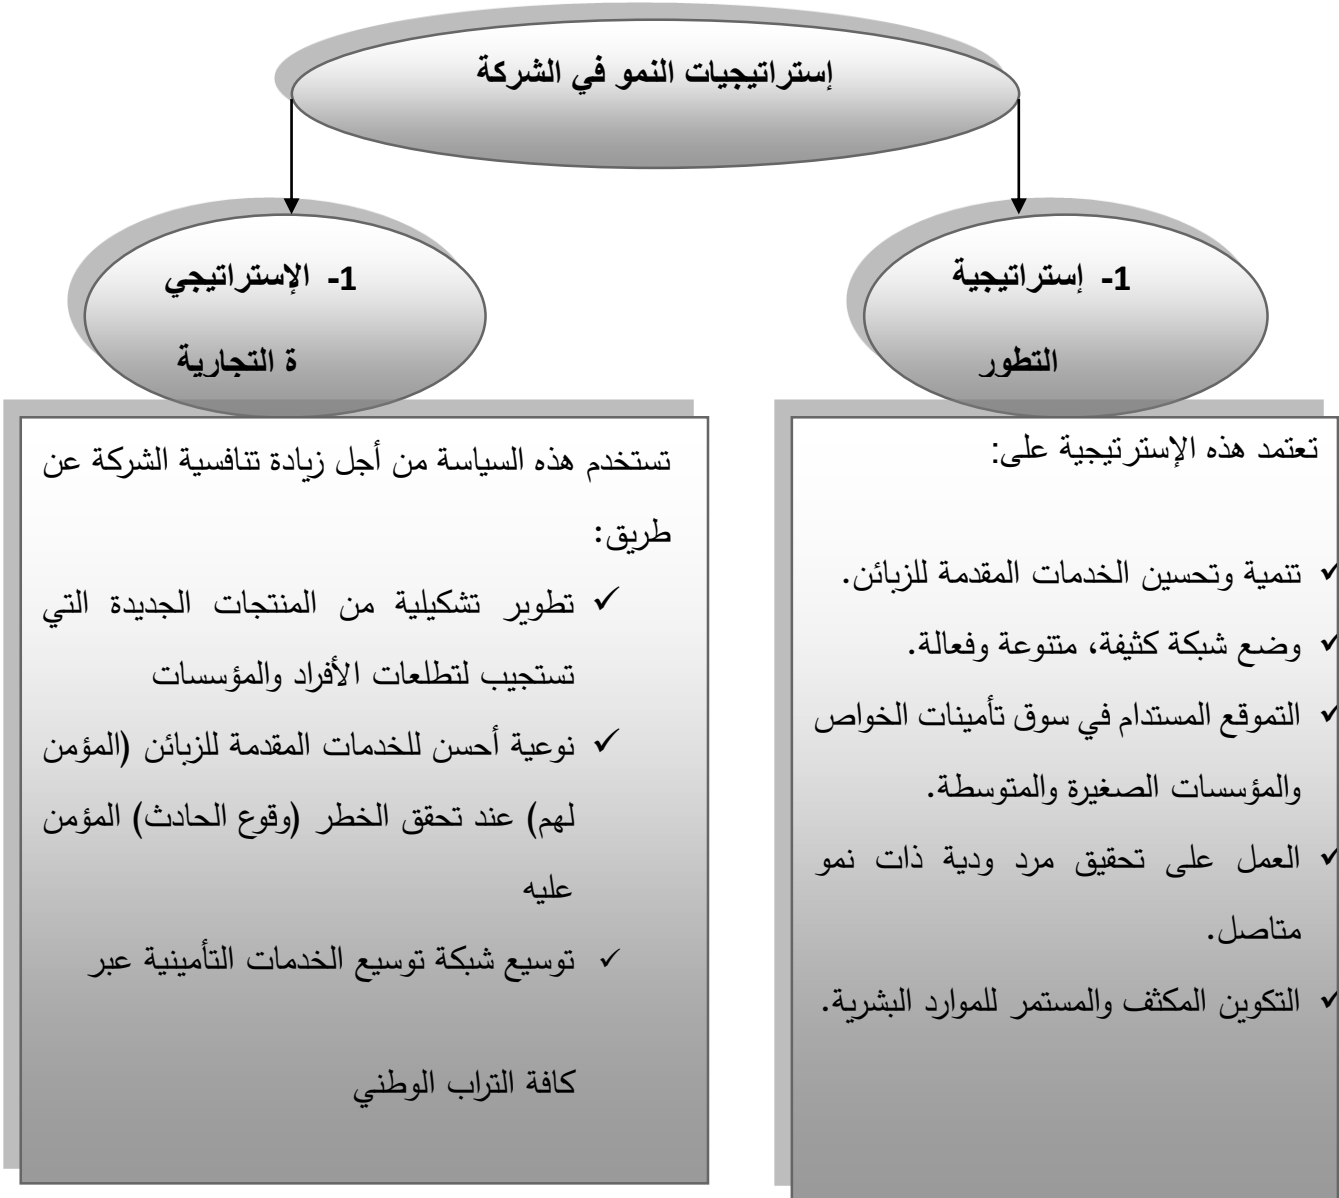 إستراتيجيات النمو في الشركة
1- إستراتيجية
التطور
تعتمد هذه الإسترتيجية على:
✓ تتمية وتحسين الخدمات المقدمة للزبائن.
✓ وضع شبكة كثيفة، متتوعة وفعالة.
✓ التموقع المستدام في سوق تأمينات الخواص
والمؤسسات الصغيرة والمتوسطة.
✓ العمل على تحقيق مرد ودية ذات نمو
متاصل.
✓ التكوين المكثف والمستمر للموارد البشرية.
1- الإستراتيجي
ة التجارية
تستخدم هذه السياسة من أجل زيادة تنافسية الشركة عن
طريق:
✓ تطوير تشكيلية من المنتجات الجديدة التي
تستجيب لتطلعات الأفراد والمؤسسات
✓ نوعية أحسن للخدمات المقدمة للزبائن (المؤمن
لهم) عند تحقق الخطر (وقوع الحادث) المؤمن
عليه
✓ توسيع شبكة توسيع الخدمات التأمينية عبر
كافة التراب الوطني